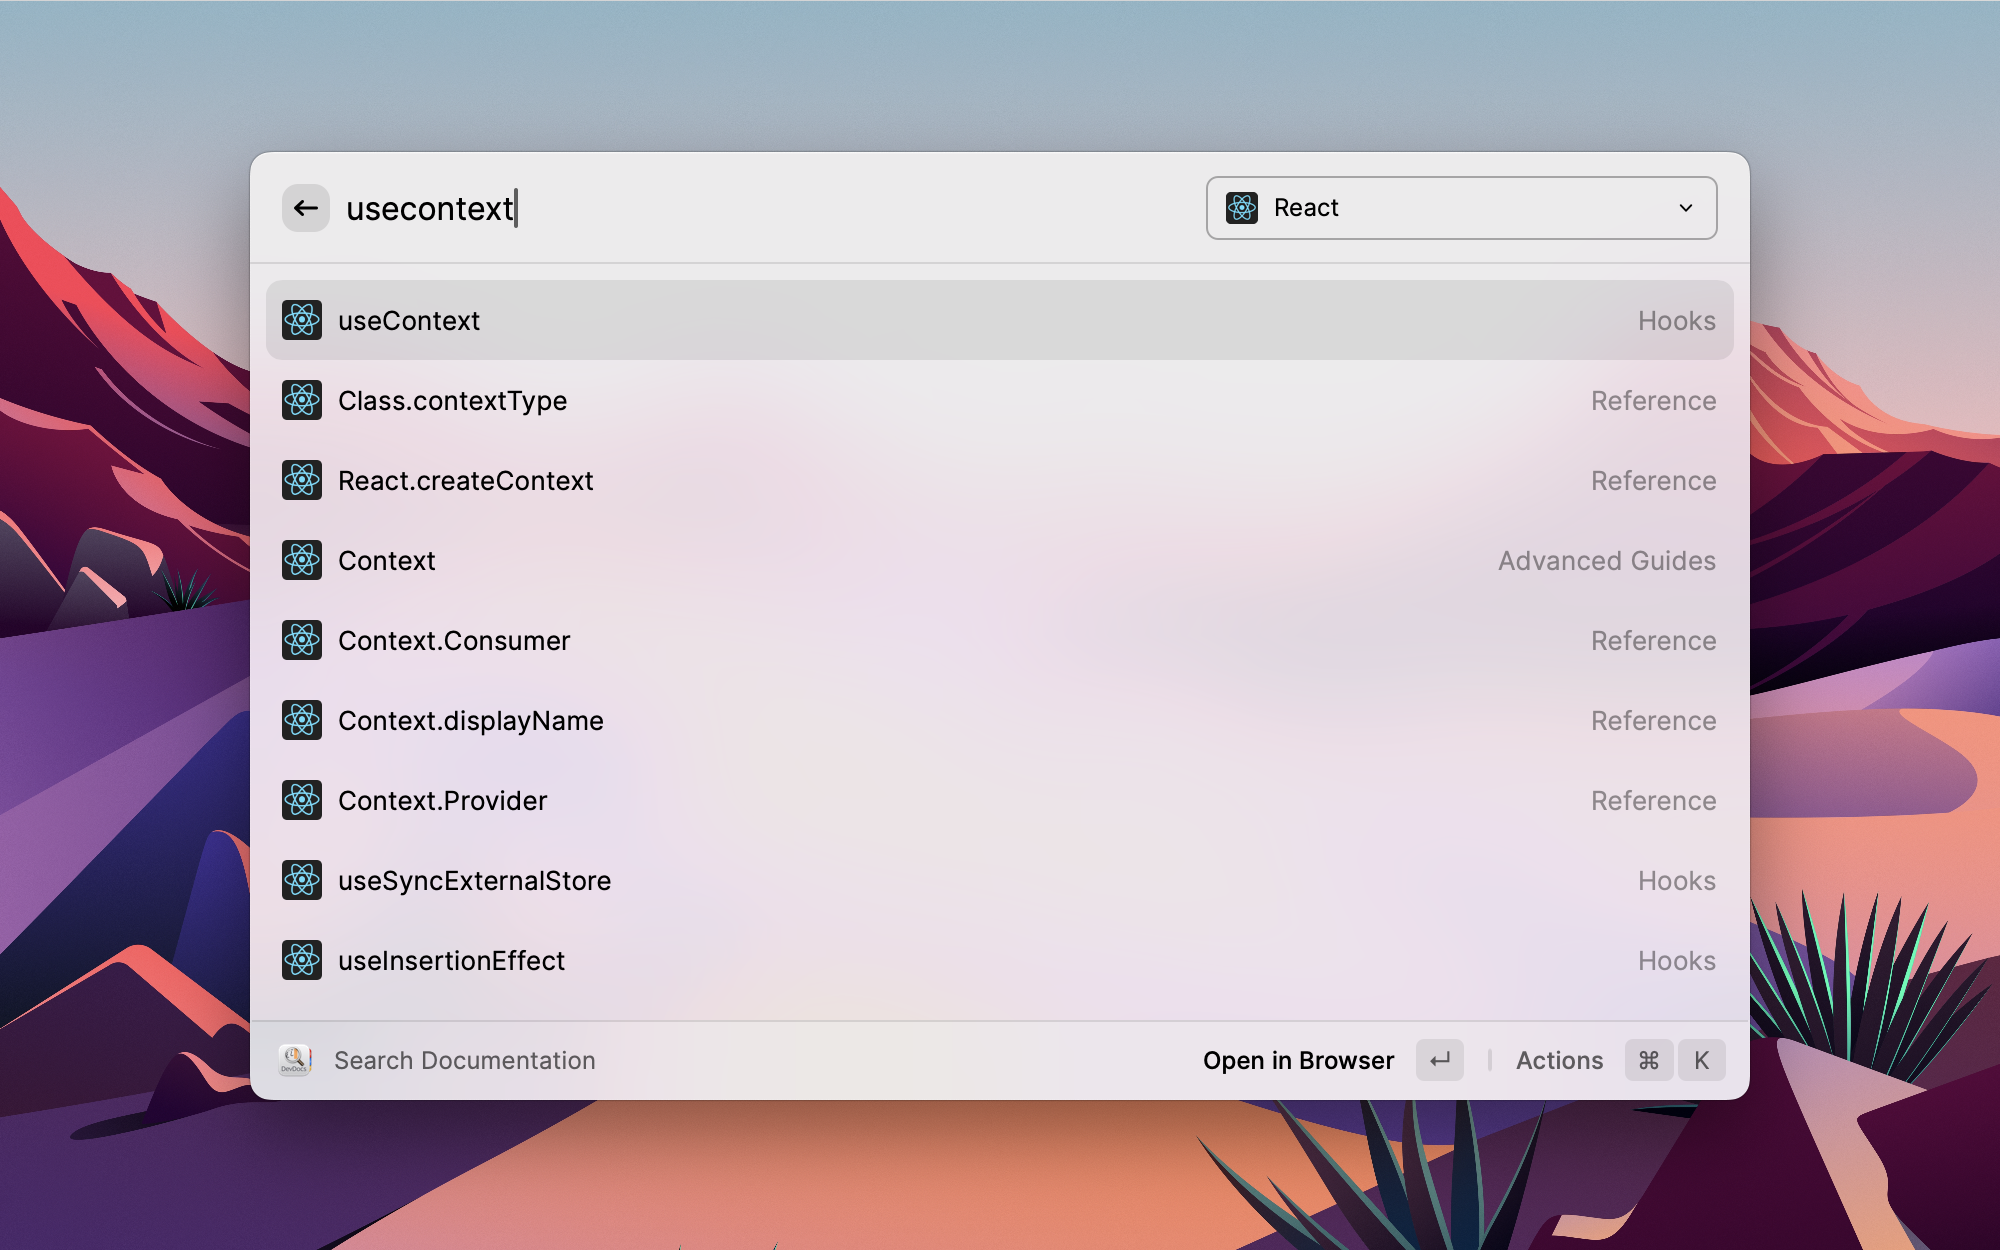 usecontext
React
useContext Hooks
Class.contextType Reference
React.createContext Reference
Context Advanced Guides
Context.Consumer Reference
Context.displayName Reference
Context.Provider Reference
useSyncExternalStore Hooks
useInsertionEffect Hooks
DevDocs
Search Documentation Open in Browser ↵ Actions ⌘ K